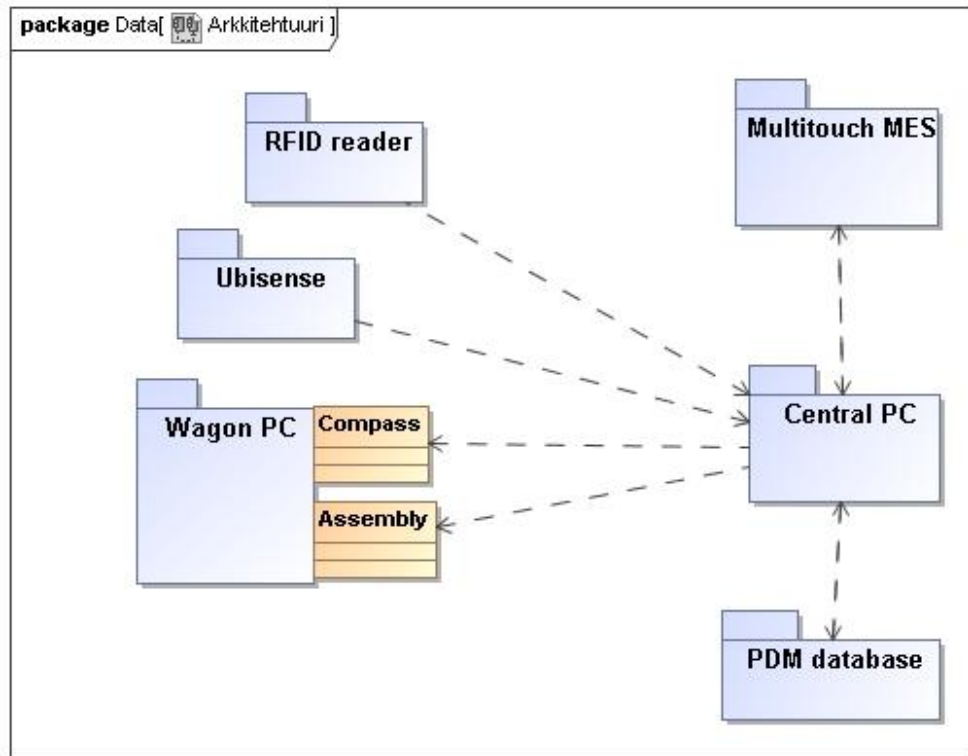 package Data[ Arkkitehtuuri ]
RFID reader
Multitouch MES
Ubisense
Wagon PC
Compass
Central PC
Assembly
PDM database